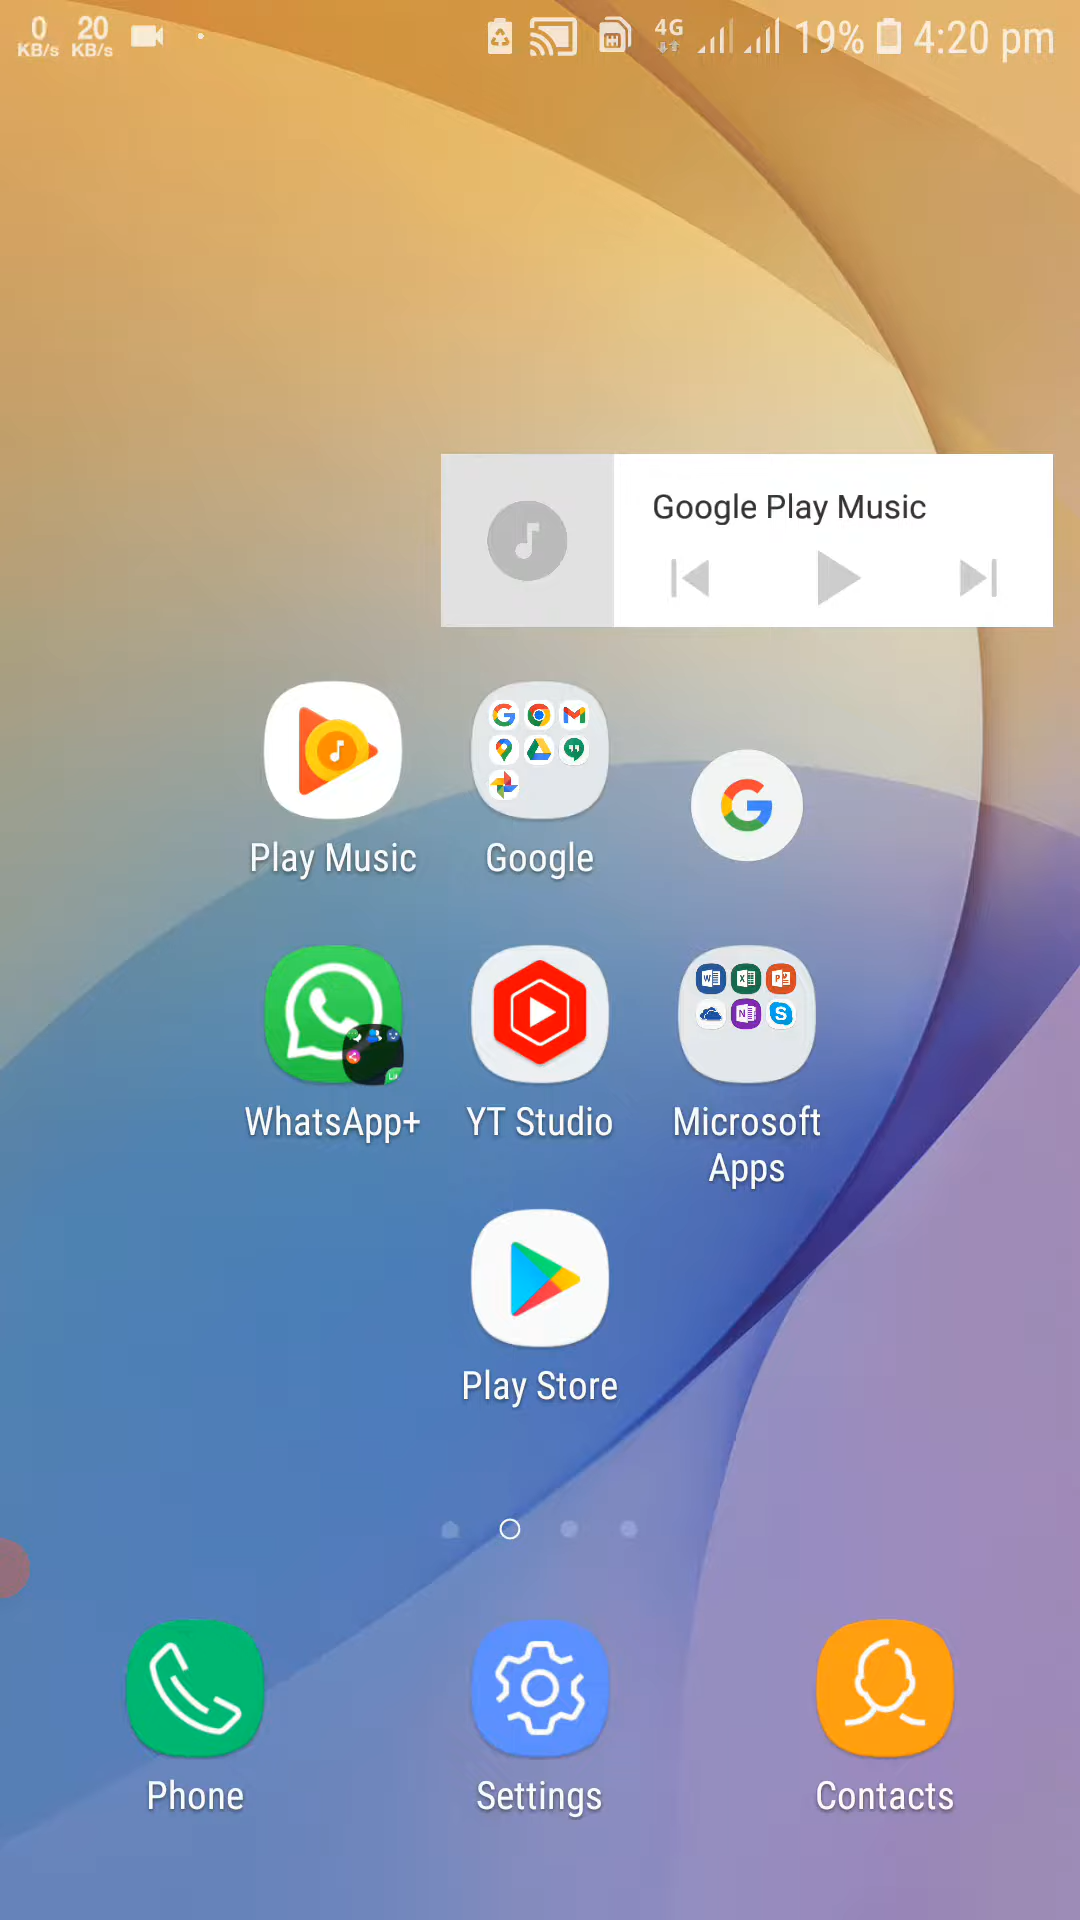 0 20 4G 19% 4:20 pm
KB/s KB/s
Google Play Music
Play Music Google
WhatsApp+ YT Studio Microsoft
Apps
Play Store
Phone Settings Contacts